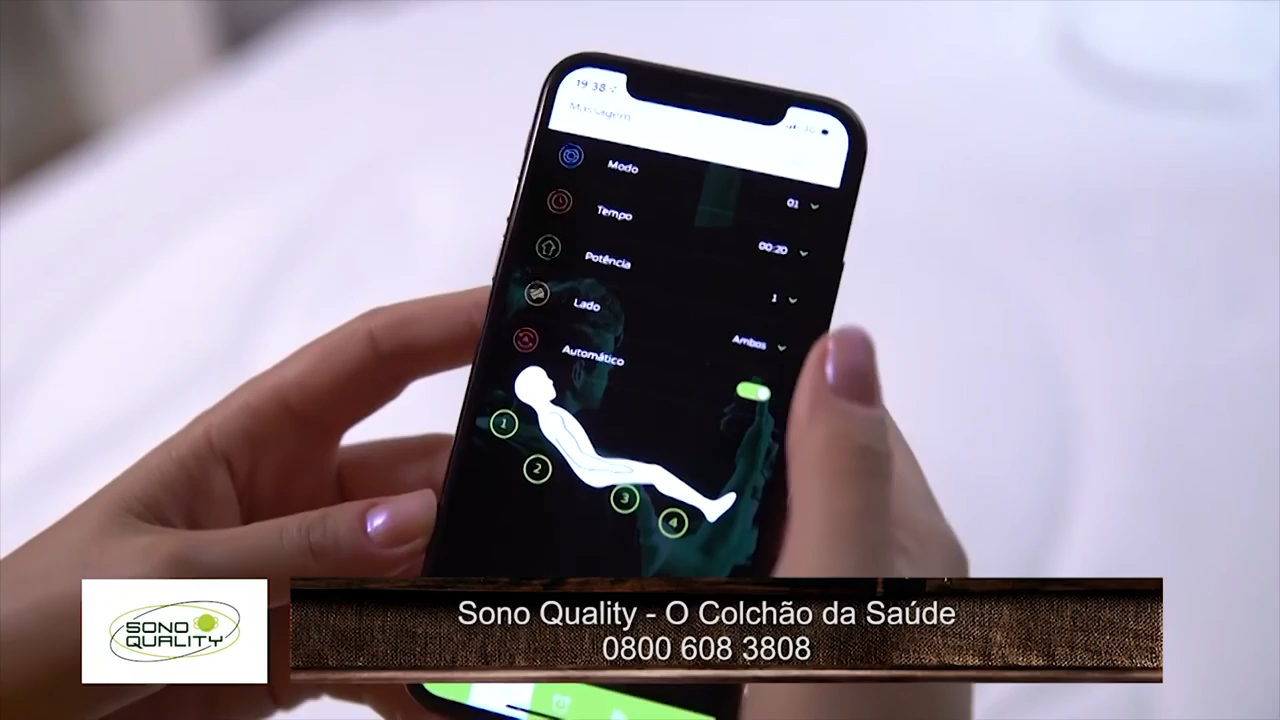 19:38
Massagem
Modo
01
Tempo
00:20
Potência
1
Lado
Ambos
Automático
1
2
3
4
SONO
QUALITY
Sono Quality - O Colchão da Saúde
0800 608 3808